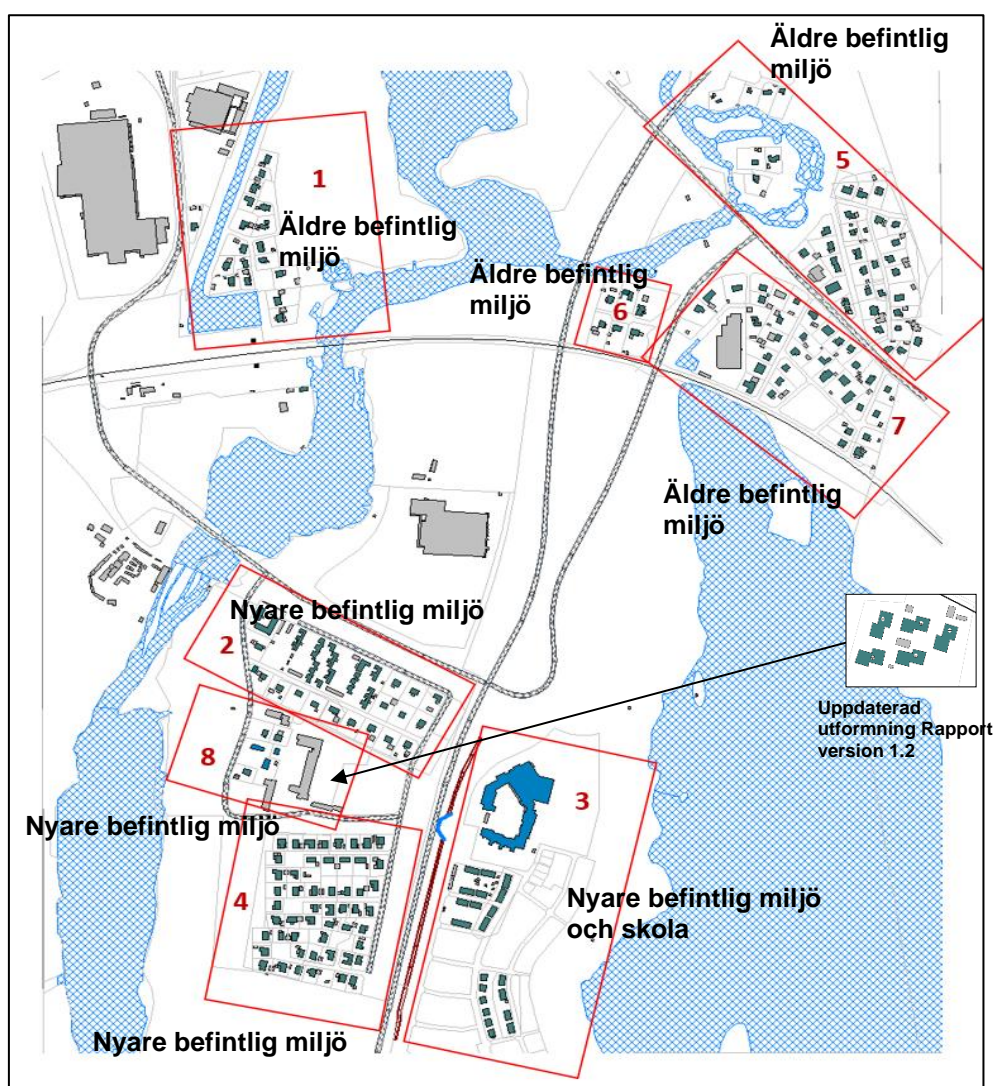 Äldre befintlig
miljö
5
1
Äldre befintlig
miljö
Äldre befintlig
miljö
6
7
Äldre befintlig
miljö
Nyare befintlig miljö
2
Uppdaterad
utformning Rapport
version 1.2
8
3
Nyare befintlig miljö
4
Nyare befintlig miljö
och skola
Nyare befintlig miljö